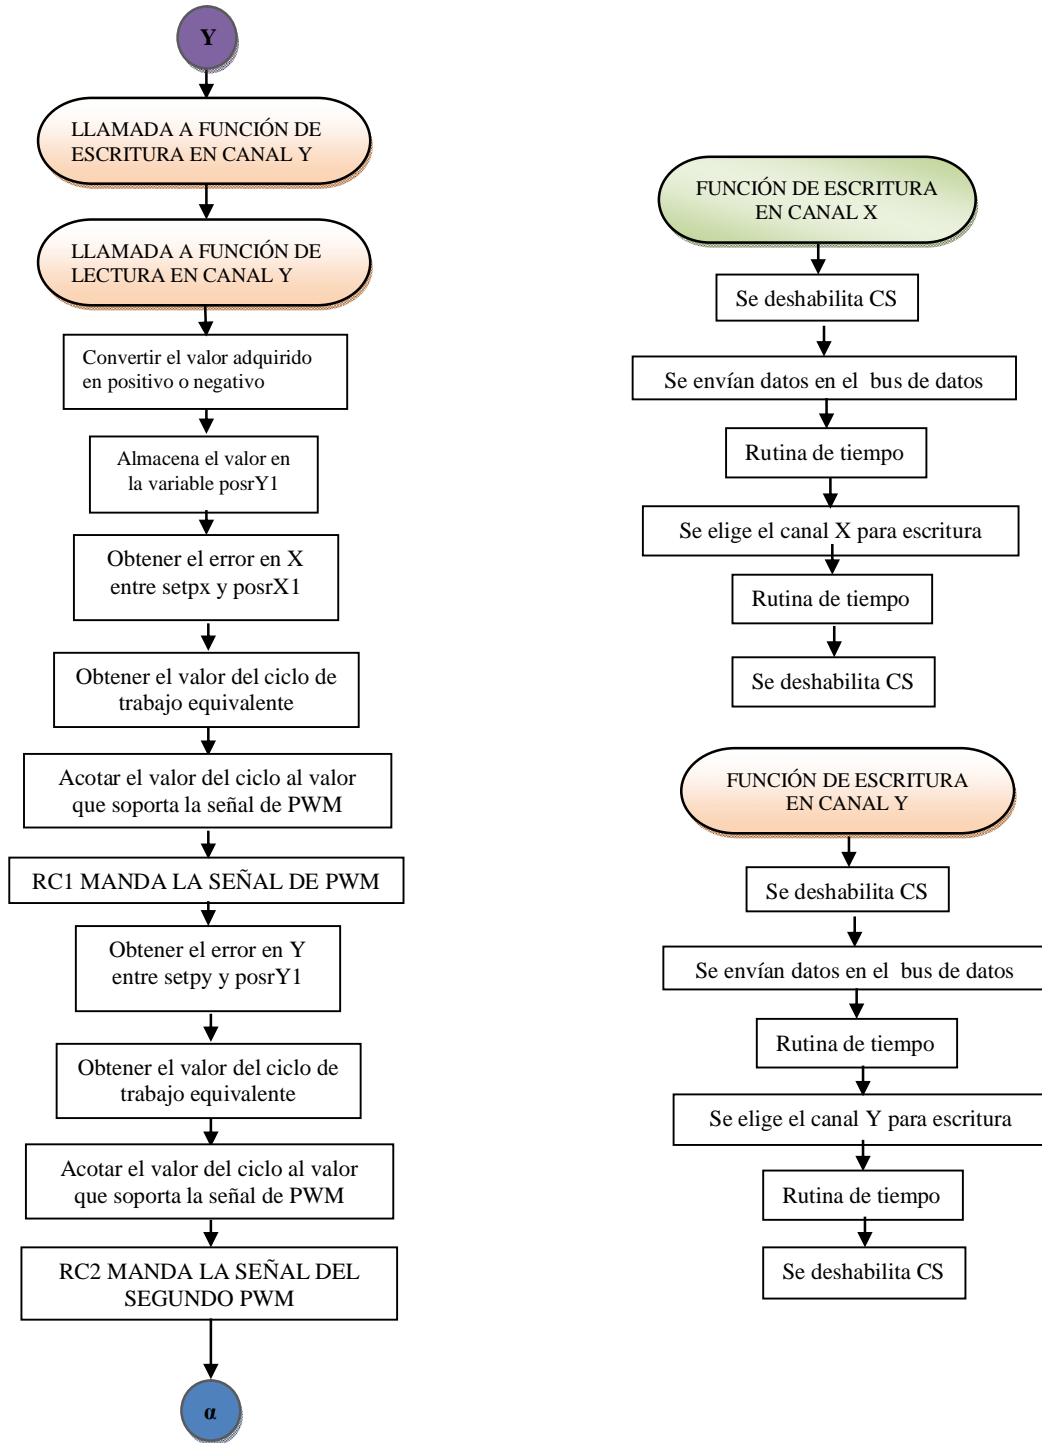 Y
LLAMADA A FUNCIÓN DE
ESCRITURA EN CANAL Y
LLAMADA A FUNCIÓN DE
LECTURA EN CANAL Y
Convertir el valor adquirido
en positivo o negativo
Almacena el valor en
la variable posrY1
Obtener el error en X
entre setpx y posrX1
Obtener el valor del ciclo de
trabajo equivalente
Acotar el valor del ciclo al valor
que soporta la señal de PWM
RC1 MANDA LA SEÑAL DE PWM
Obtener el error en Y
entre setpy y posrY1
Obtener el valor del ciclo de
trabajo equivalente
Acotar el valor del ciclo al valor
que soporta la señal de PWM
RC2 MANDA LA SEÑAL DEL
SEGUNDO PWM
α
FUNCIÓN DE ESCRITURA
EN CANAL X
Se deshabilita CS
Se envían datos en el bus de datos
Rutina de tiempo
Se elige el canal X para escritura
Rutina de tiempo
Se deshabilita CS
FUNCIÓN DE ESCRITURA
EN CANAL Y
Se deshabilita CS
Se envían datos en el bus de datos
Rutina de tiempo
Se elige el canal Y para escritura
Rutina de tiempo
Se deshabilita CS